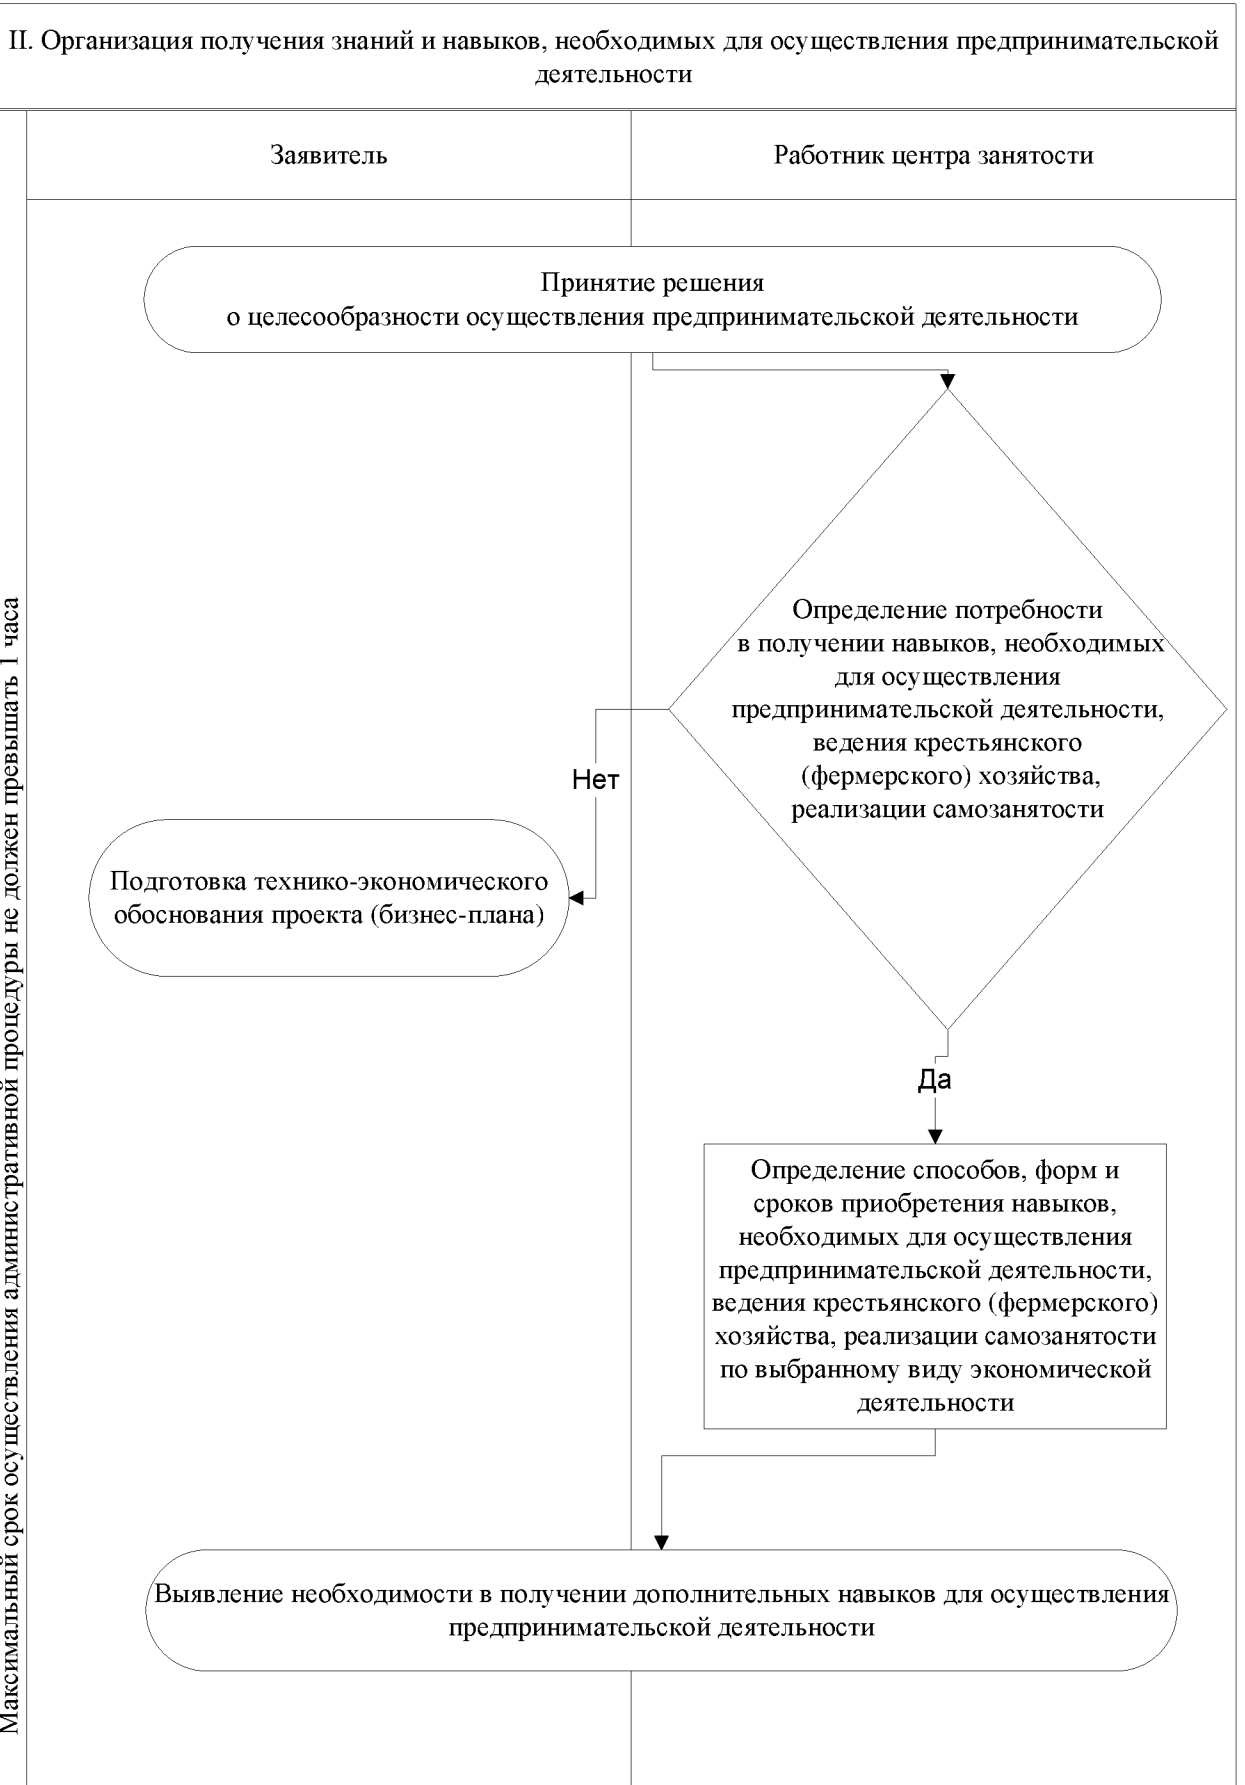 II. Организация получения знаний и навыков, необходимых для осуществления предпринимательской
деятельности
Заявитель
Работник центра занятости
Максимальный срок осуществления административной процедуры не должен превышать 1 часа
Принятие решения
о целесообразности осуществления предпринимательской деятельности
Определение потребности
в получении навыков, необходимых
для осуществления
предпринимательской деятельности,
ведения крестьянского
(фермерского) хозяйства,
реализации самозанятости
Нет
Подготовка технико-экономического
обоснования проекта (бизнес-плана)
Да
Определение способов, форм и
сроков приобретения навыков,
необходимых для осуществления
предпринимательской деятельности,
ведения крестьянского (фермерского)
хозяйства, реализации самозанятости
по выбранному виду экономической
деятельности
Выявление необходимости в получении дополнительных навыков для осуществления
предпринимательской деятельности